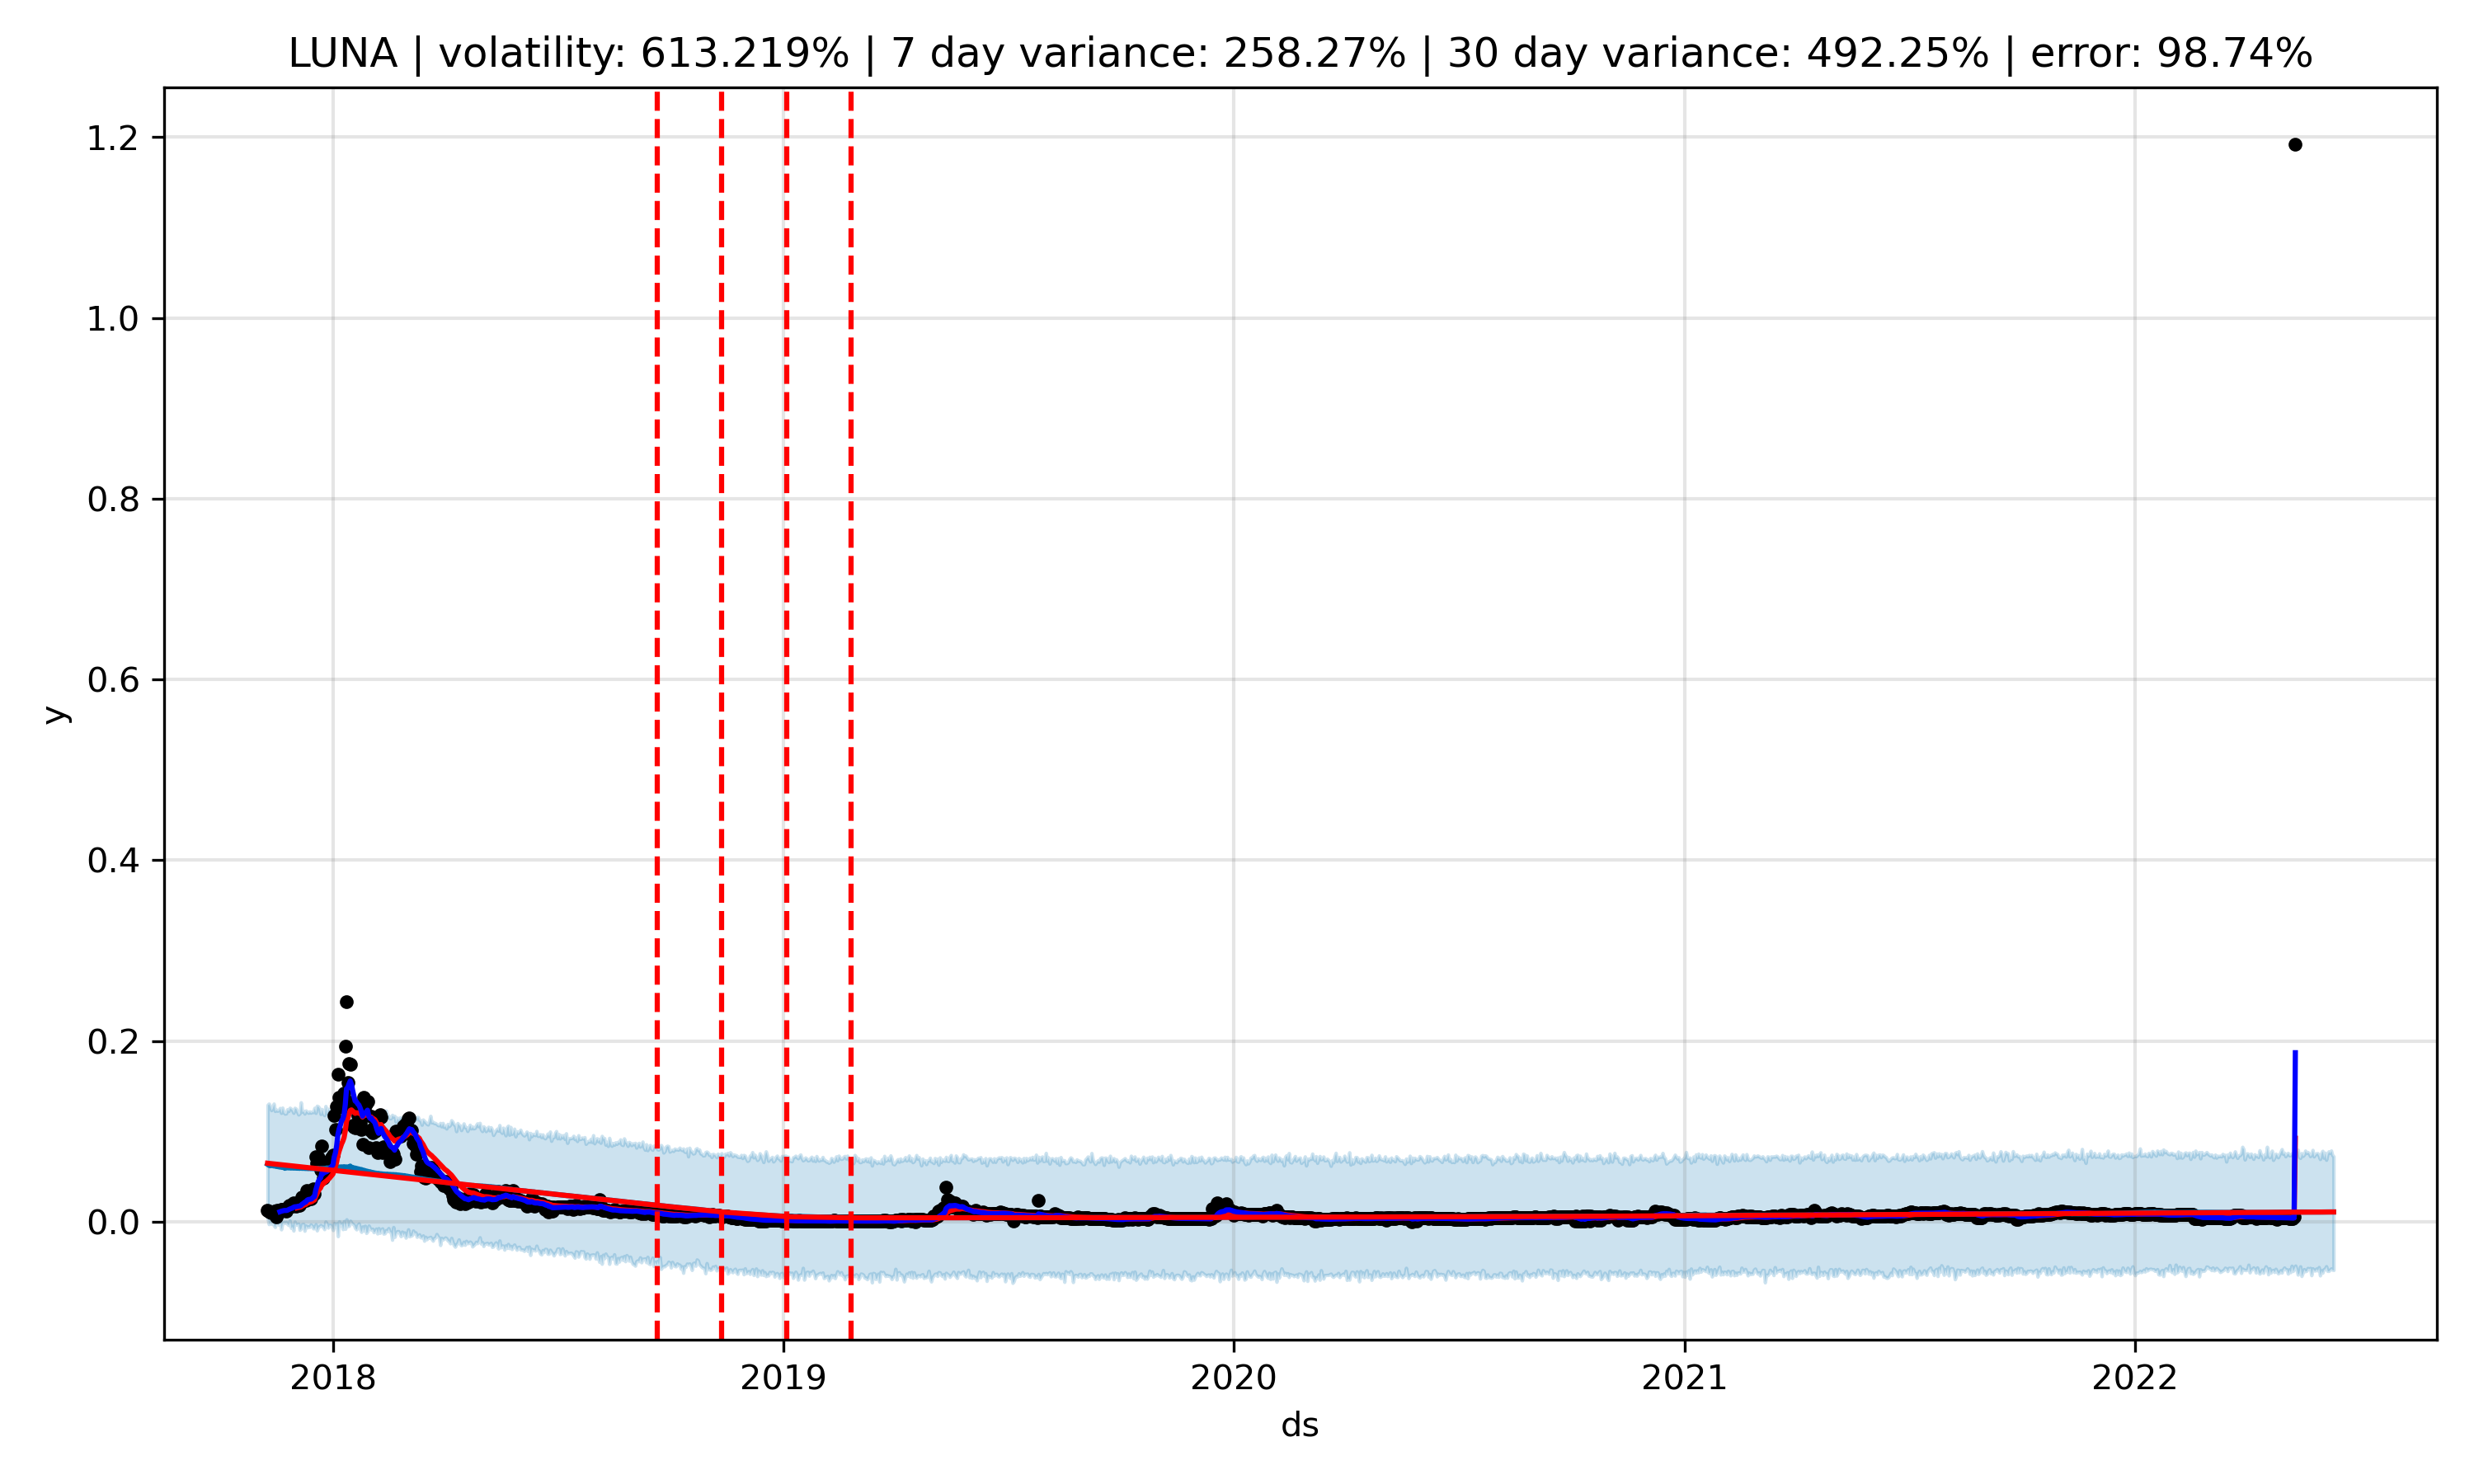 LUNA | volatility: 613.219% | 7 day variance: 258.27% | 30 day variance: 492.25% | error: 98.74%
1.2
1.0
0.8
0.6
0.4
0.2
0.0
y
2018 2019 2020 2021 2022
ds